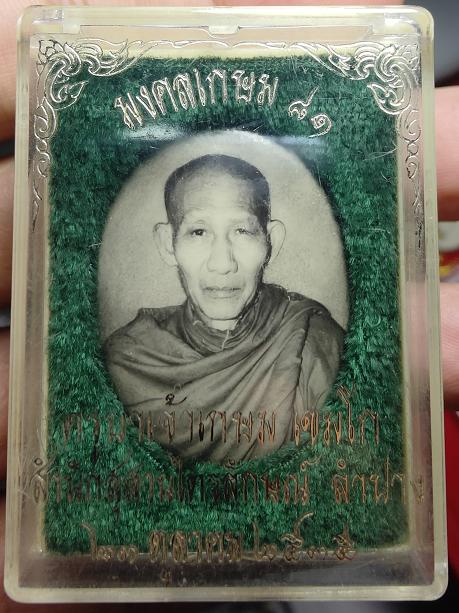 มงคลเกษม ๘๑
ครูบาเจ้าเกษม เขมโก
สำนักสุสานไตรลักษณ์ ลำปาง
ตุลาคม ๒๕๓๕